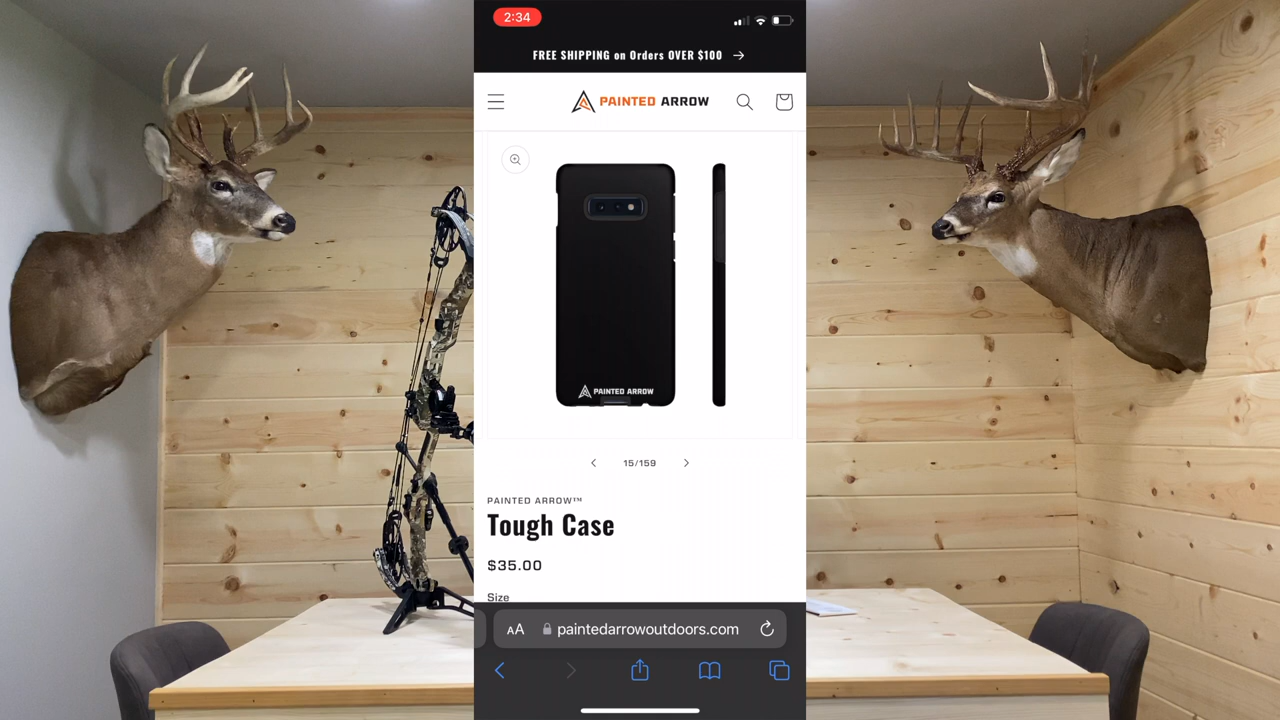 2:34
FREE SHIPPING on Orders OVER $100 →
PAINTED ARROW
PAINTED ARROW
15/159
PAINTED ARROW™
Tough Case
$35.00
Size
AA paintedarrowoutdoors.com